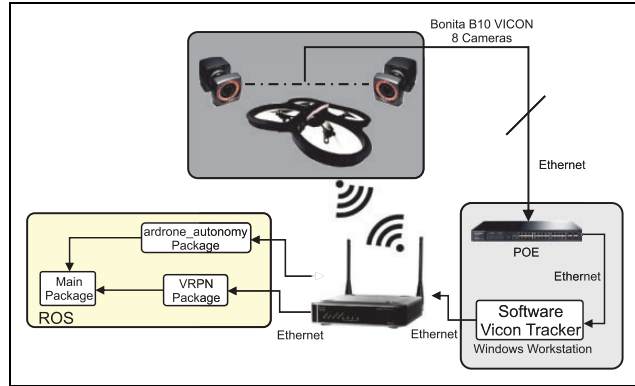 Bonita B10 VICON
8 Cameras
Ethernet
POE
Ethernet
Software
Vicon Tracker
Windows Workstation
Ethernet
Ethernet
ardrone_autonomy
Package
Main
Package
VRPN
Package
ROS